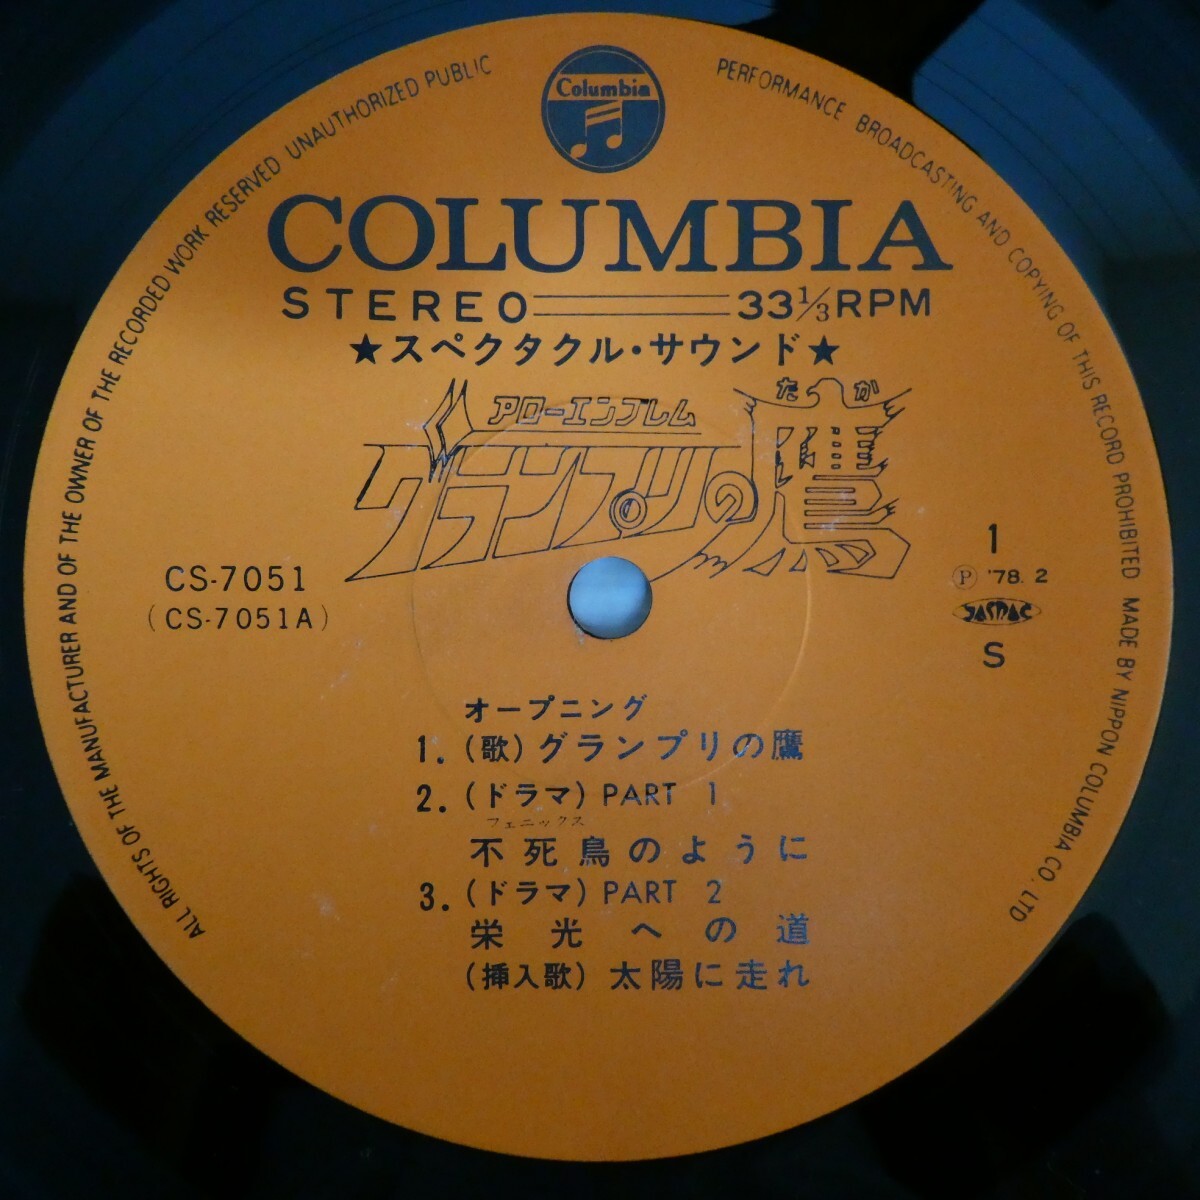 ALL RIGHTS OF THE MANUFACTURER AND OF THE OWNER OF THE RECORDED WORK RESERVED UNAUTHORIZED PUBLIC PERFORMANCE BROADCASTING AND COPYING OF THIS RECORD PROHIBITED MADE BY NIPPON COLUMBIA CO. LTD
Columbia
COLUMBIA
STEREO 33 1/3 RPM
★スペクタクル・サウンド★
アローエンブレム
たか
グランプリの鷹
CS-7051
(CS-7051A)
1
Ⓟ '78. 2
JASRAC
S
オープニング
1. (歌) グランプリの鷹
2. (ドラマ) PART 1
フェニックス
不死鳥のように
3. (ドラマ) PART 2
栄光への道
(挿入歌) 太陽に走れ